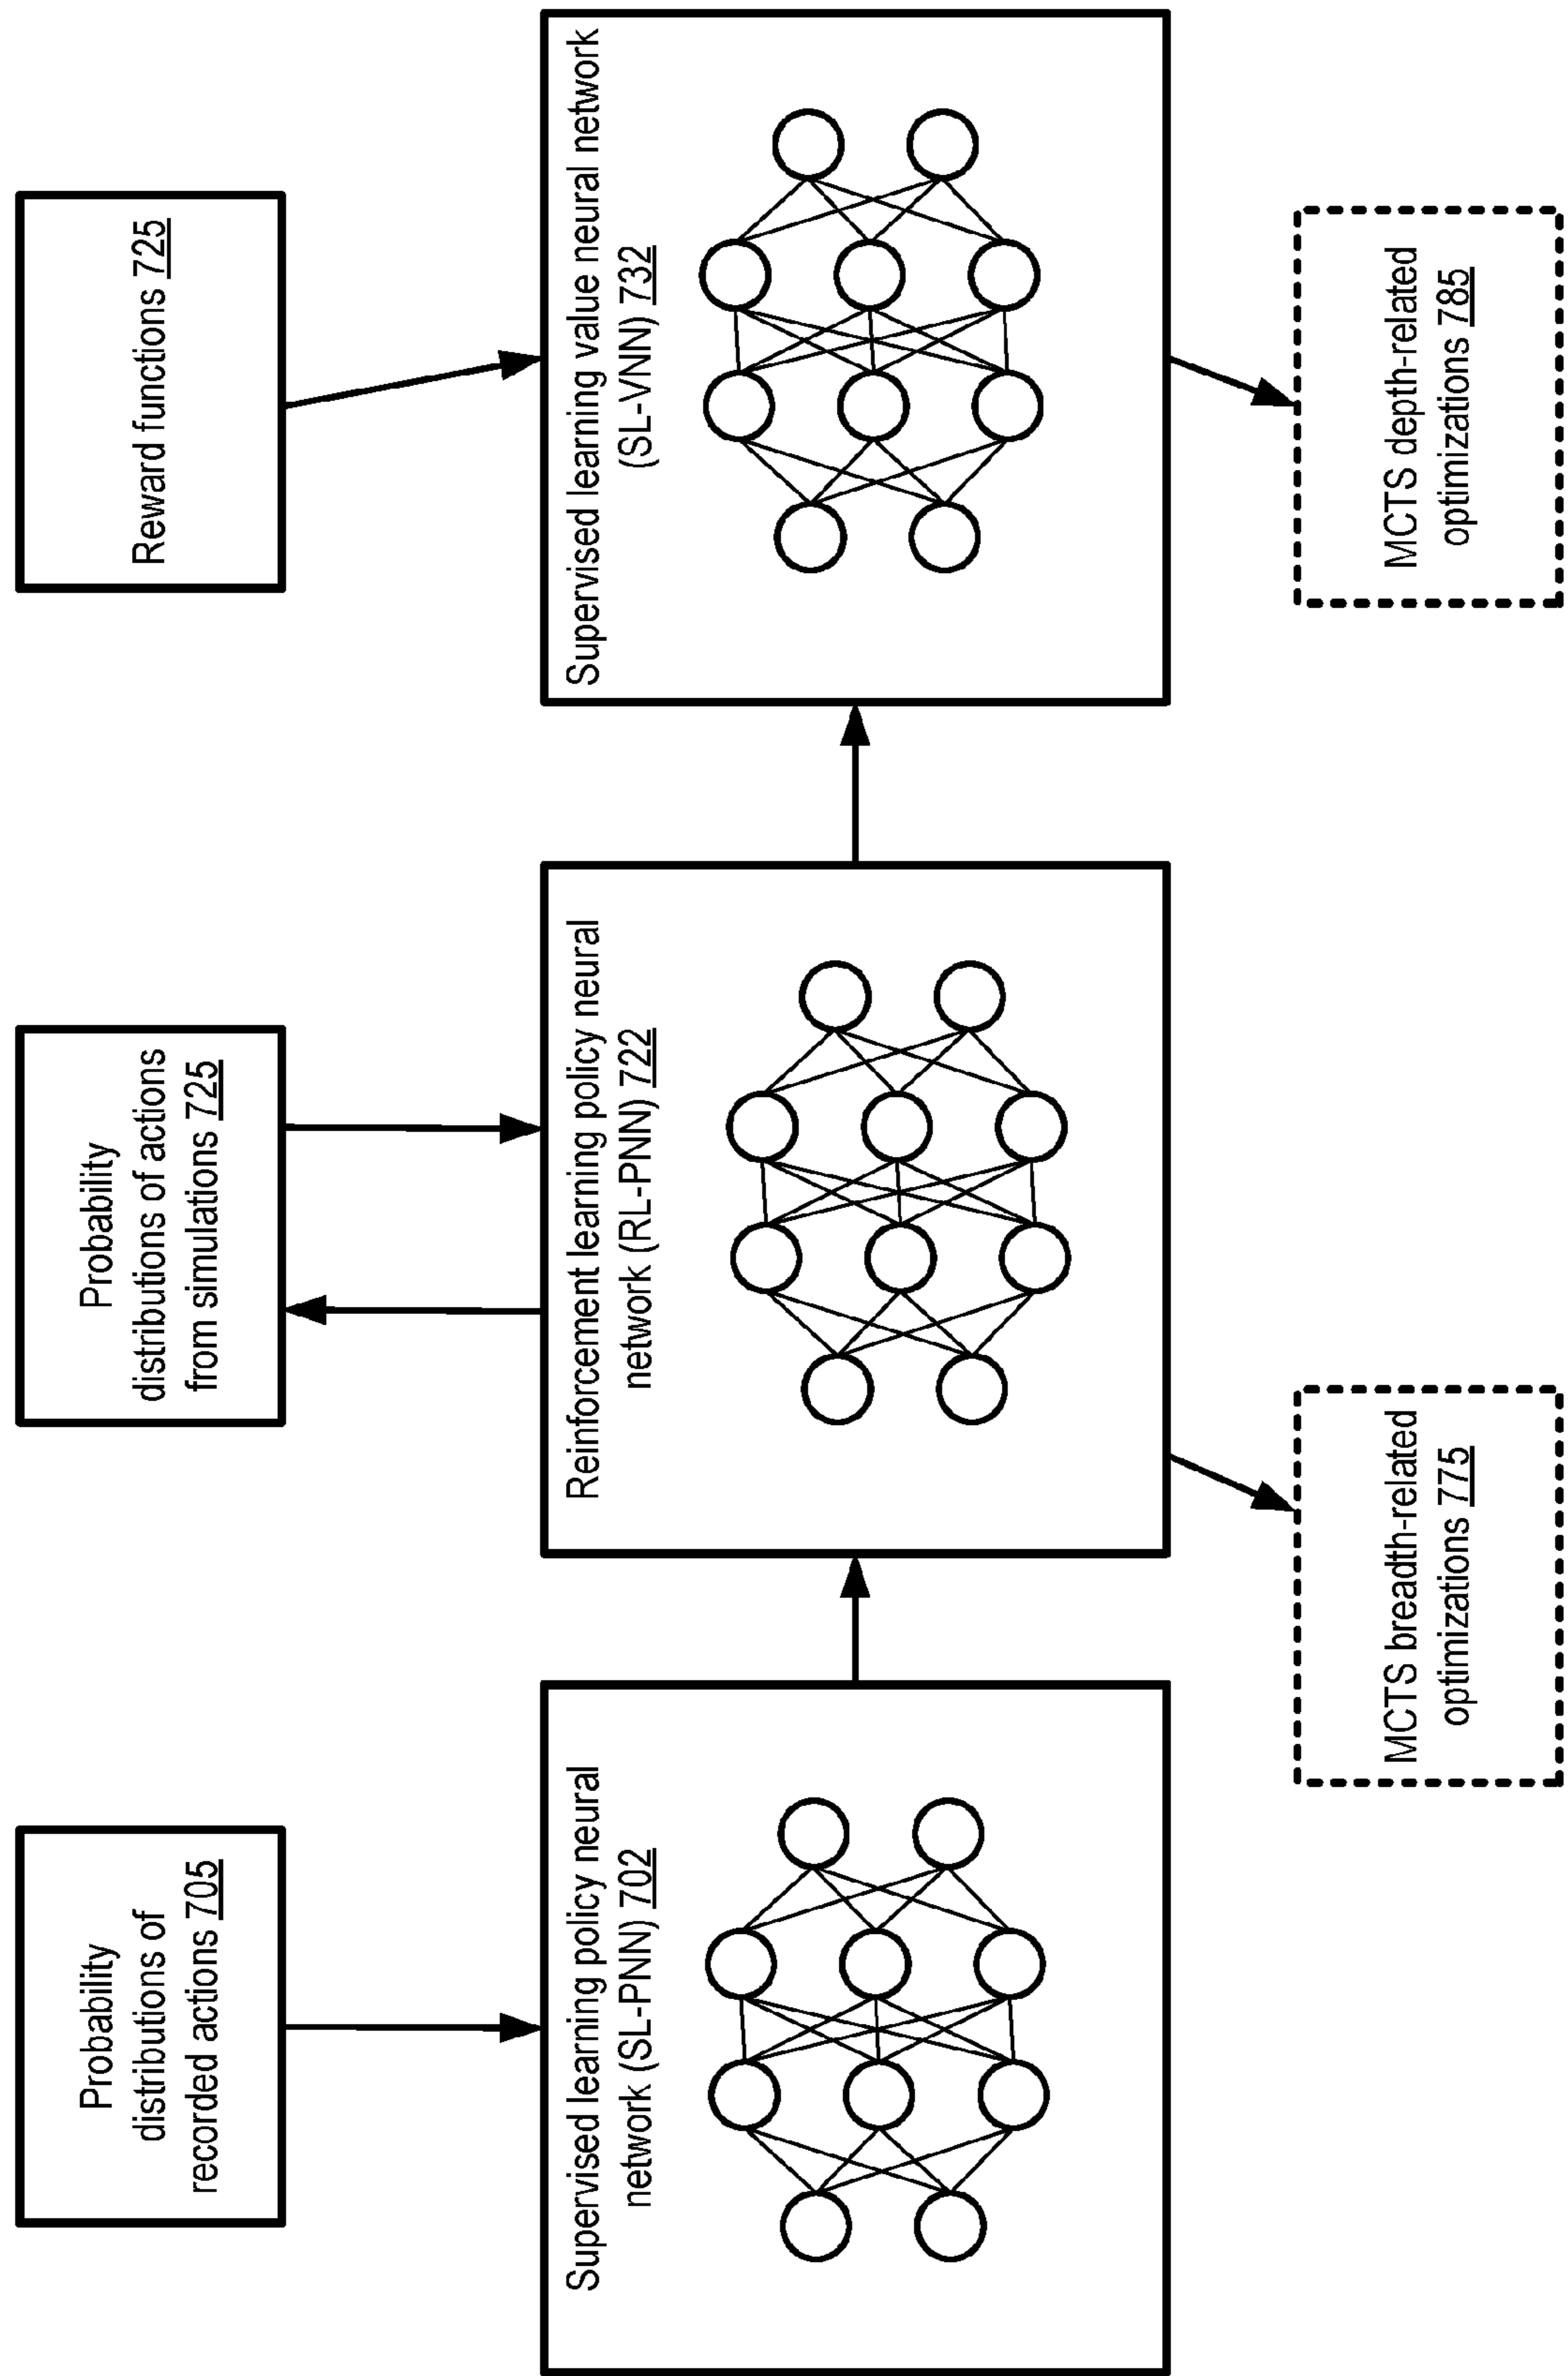 Probability
distributions of
recorded actions 705
Probability
distributions of actions
from simulations 725
Reward functions 725
Supervised learning policy neural
network (SL-PNN) 702
Reinforcement learning policy neural
network (RL-PNN) 722
Supervised learning value neural network
(SL-VNN) 732
MCTS breadth-related
optimizations 775
MCTS depth-related
optimizations 785